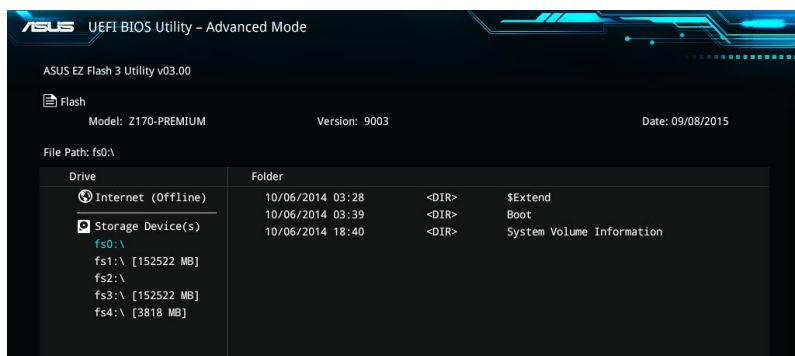 ASUS UEFI BIOS Utility – Advanced Mode
ASUS EZ Flash 3 Utility v03.00
Flash
Model: Z170-PREMIUM Version: 9003 Date: 09/08/2015
File Path: fs0:\
Drive Folder
Internet (Offline) 10/06/2014 03:28 <DIR> $Extend
10/06/2014 03:39 <DIR> Boot
Storage Device(s) 10/06/2014 18:40 <DIR> System Volume Information
fs0:\
fs1:\ [152522 MB]
fs2:\
fs3:\ [152522 MB]
fs4:\ [3818 MB]